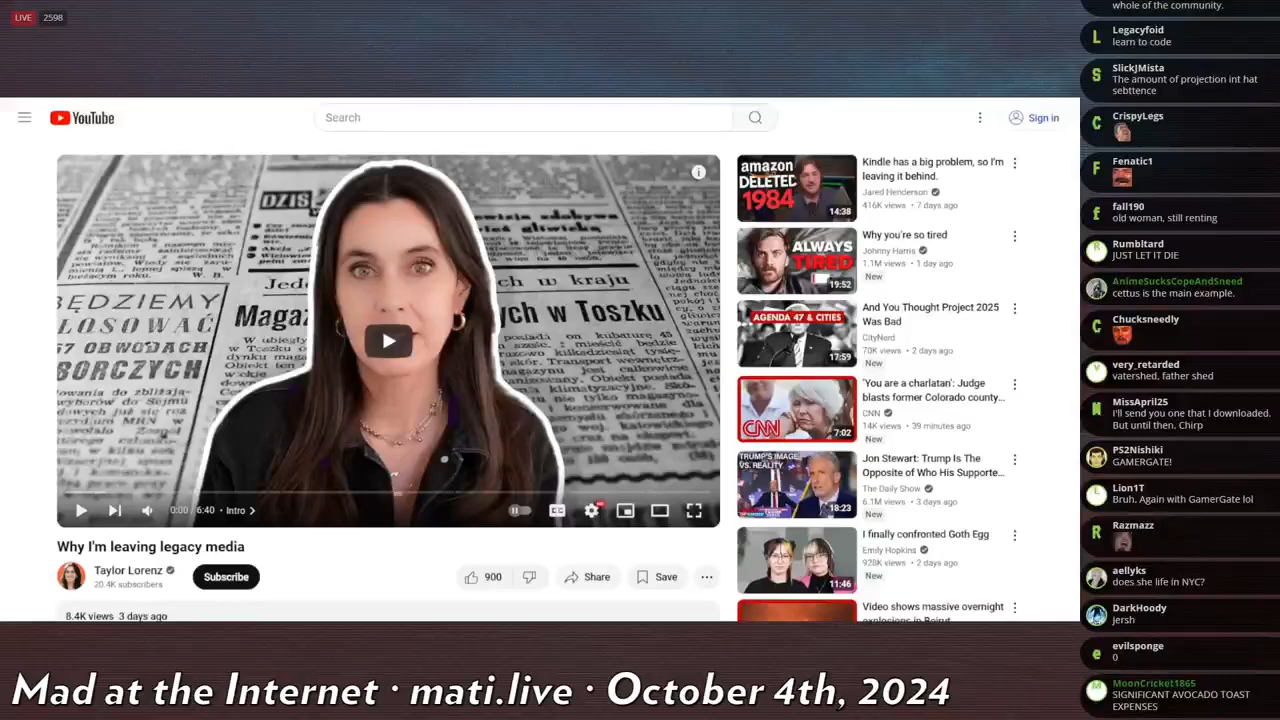 LIVE 2598
YouTube
Search
Sign in
DZIS
BĘDZIEMY
LOSOWAĆ
57 OBWODACH
BORCZYCH
w kraju
ych w Toszku
0:00 / 6:40 • Intro
Why I'm leaving legacy media
Taylor Lorenz
20.4K subscribers
Subscribe
900
Share
Save
8.4K views 3 days ago
amazon
DELETED
1984
14:38
Kindle has a big problem, so I'm
leaving it behind.
Jared Henderson
416K views • 7 days ago
ALWAYS
TIRED
19:52
Why you're so tired
Johnny Harris
1.1M views • 1 day ago
New
AGENDA 47 & CITIES
17:59
And You Thought Project 2025
Was Bad
CityNerd
70K views • 2 days ago
New
CNN
7:02
'You are a charlatan': Judge
blasts former Colorado county...
CNN
14K views • 39 minutes ago
New
TRUMP'S IMAGE
VS. REALITY
18:23
Jon Stewart: Trump Is The
Opposite of Who His Supporte...
The Daily Show
6.1M views • 3 days ago
New
11:46
I finally confronted Goth Egg
Emily Hopkins
928K views • 2 days ago
New
Video shows massive overnight
explosions in Beirut
whole of the community.
Legacyfoid
learn to code
SlickJMista
The amount of projection int hat
sebttence
CrispyLegs
Fenatic1
fall190
old woman, still renting
Rumbltard
JUST LET IT DIE
AnimeSucksCopeAndSneed
cettus is the main example.
Chucksneedly
very_retarded
vatershed, father shed
MissApril25
I'll send you one that I downloaded.
But until then. Chirp
PS2Nishiki
GAMERGATE!
Lion1T
Bruh. Again with GamerGate lol
Razmazz
aellyks
does she life in NYC?
DarkHoody
jersh
evilsponge
0
MoonCricket1865
SIGNIFICANT AVOCADO TOAST
EXPENSES
Mad at the Internet · mati.live · October 4th, 2024